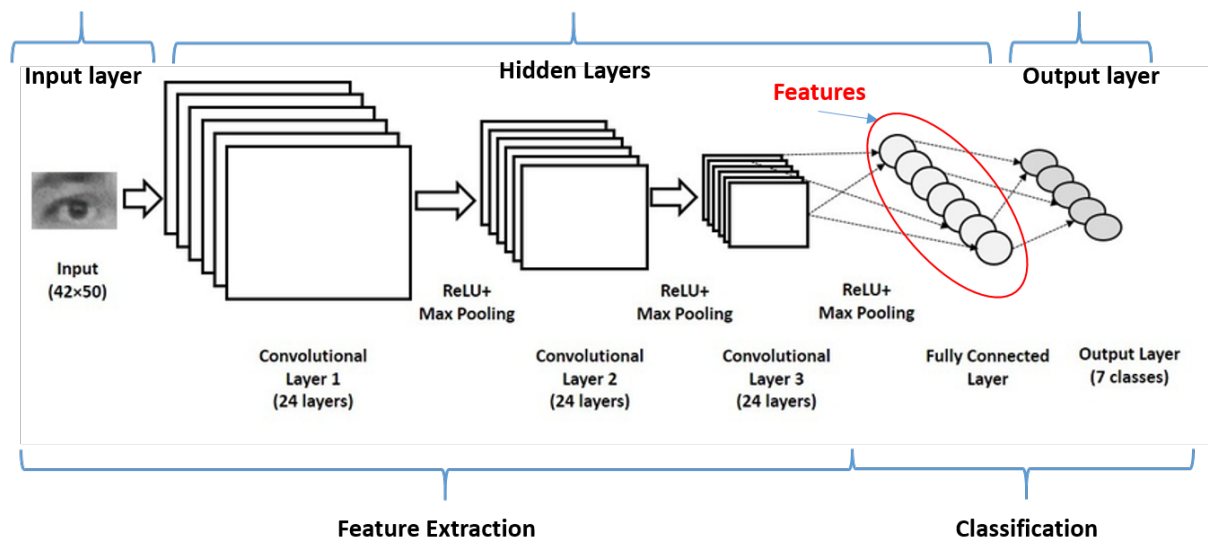 Input layer
Hidden Layers
Output layer
Features
Input
(42×50)
ReLU+
Max Pooling
ReLU+
Max Pooling
ReLU+
Max Pooling
Convolutional
Layer 1
(24 layers)
Convolutional
Layer 2
(24 layers)
Convolutional
Layer 3
(24 layers)
Fully Connected
Layer
Output Layer
(7 classes)
Feature Extraction
Classification